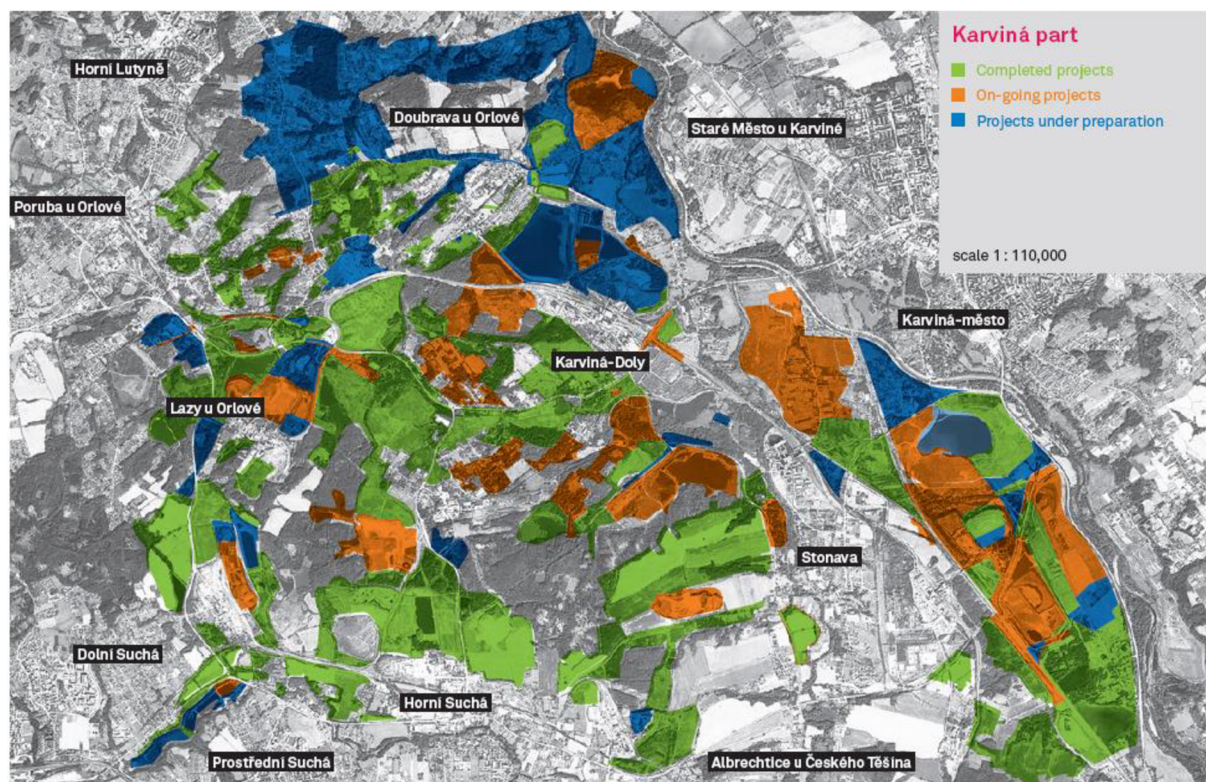 Karviná part
Completed projects
On-going projects
Projects under preparation
scale 1 : 110,000
Horní Lutyně
Doubrava u Orlové
Staré Město u Karviné
Poruba u Orlové
Karviná-město
Karviná-Doly
Lazy u Orlové
Stonava
Dolní Suchá
Horní Suchá
Prostřední Suchá
Albrechtice u Českého Těšína